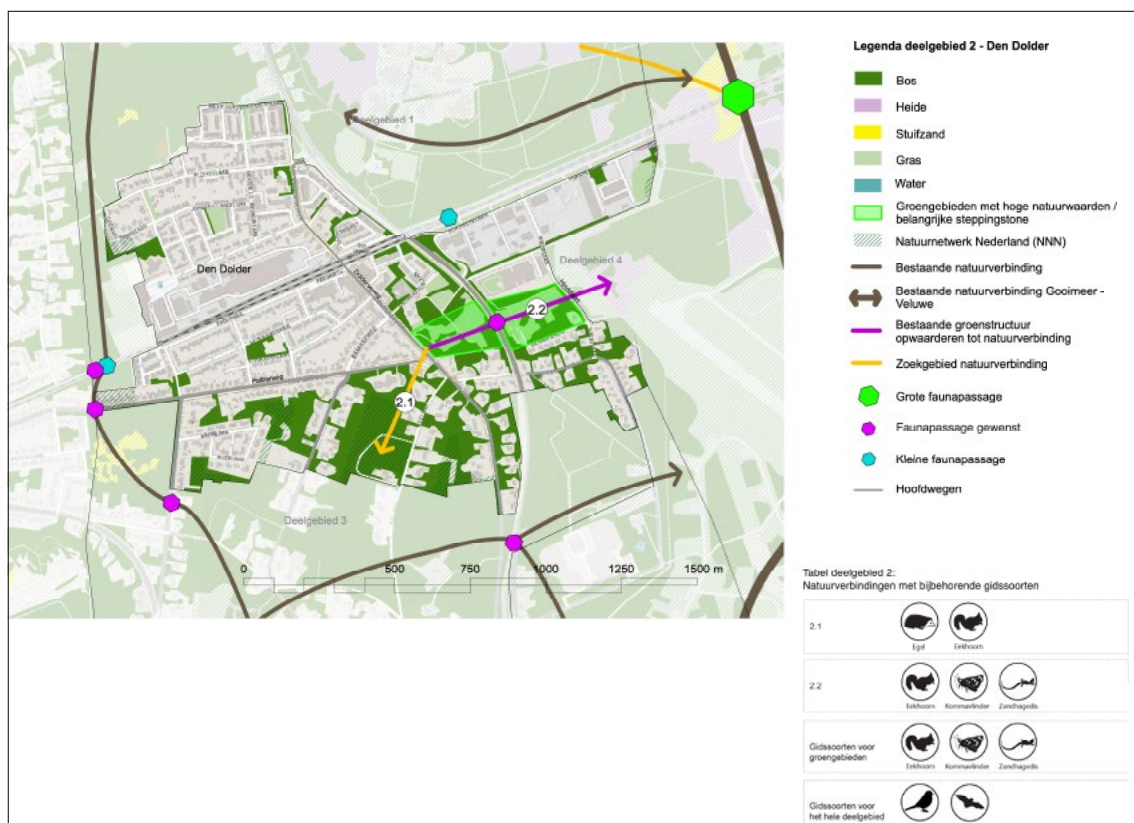 Legenda deelgebied 2 - Den Dolder
Bos
Heide
Stuifzand
Gras
Water
Groengebieden met hoge natuurwaarden /
belangrijke steppingstone
Natuurnetwerk Nederland (NNN)
Bestaande natuurverbinding
Bestaande natuurverbinding Gooimeer -
Veluwe
Bestaande groenstructuur
opwaarderen tot natuurverbinding
Zoekgebied natuurverbinding
Grote faunapassage
Faunapassage gewenst
Kleine faunapassage
Hoofdwegen
Deelgebied 1
Den Dolder
Deelgebied 4
2.2
2.1
Deelgebied 3
0 250 500 750 1000 1250 1500 m
Tabel deelgebied 2:
Natuurverbindingen met bijbehorende gidssoorten
2.1
Egel Eekhoorn
2.2
Eekhoorn Kommavlinder Zandhagedis
Gidssoorten voor
groengebieden
Eekhoorn Kommavlinder Zandhagedis
Gidssoorten voor
het hele deelgebied